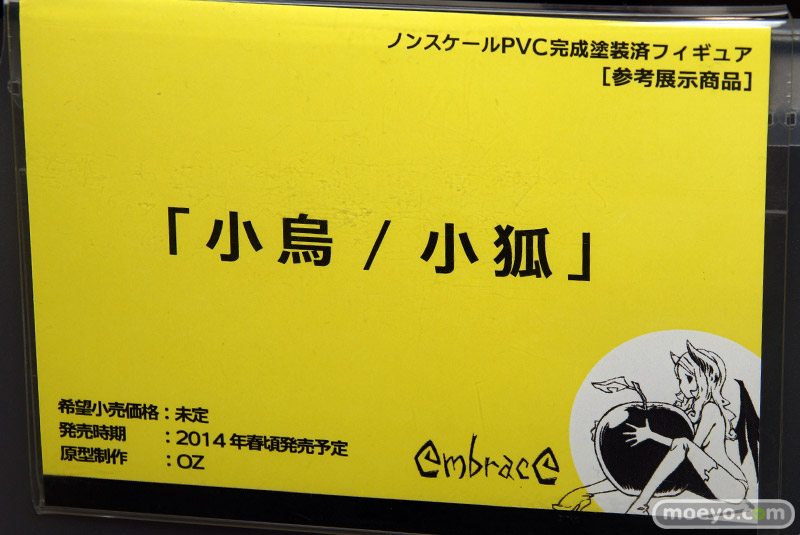 ノンスケールPVC完成塗装済フィギュア
[参考展示商品]
「小烏 / 小狐」
希望小売価格：未定
発売時期　：2014年春頃発売予定
原型制作　：OZ
embrace
moeyo.com